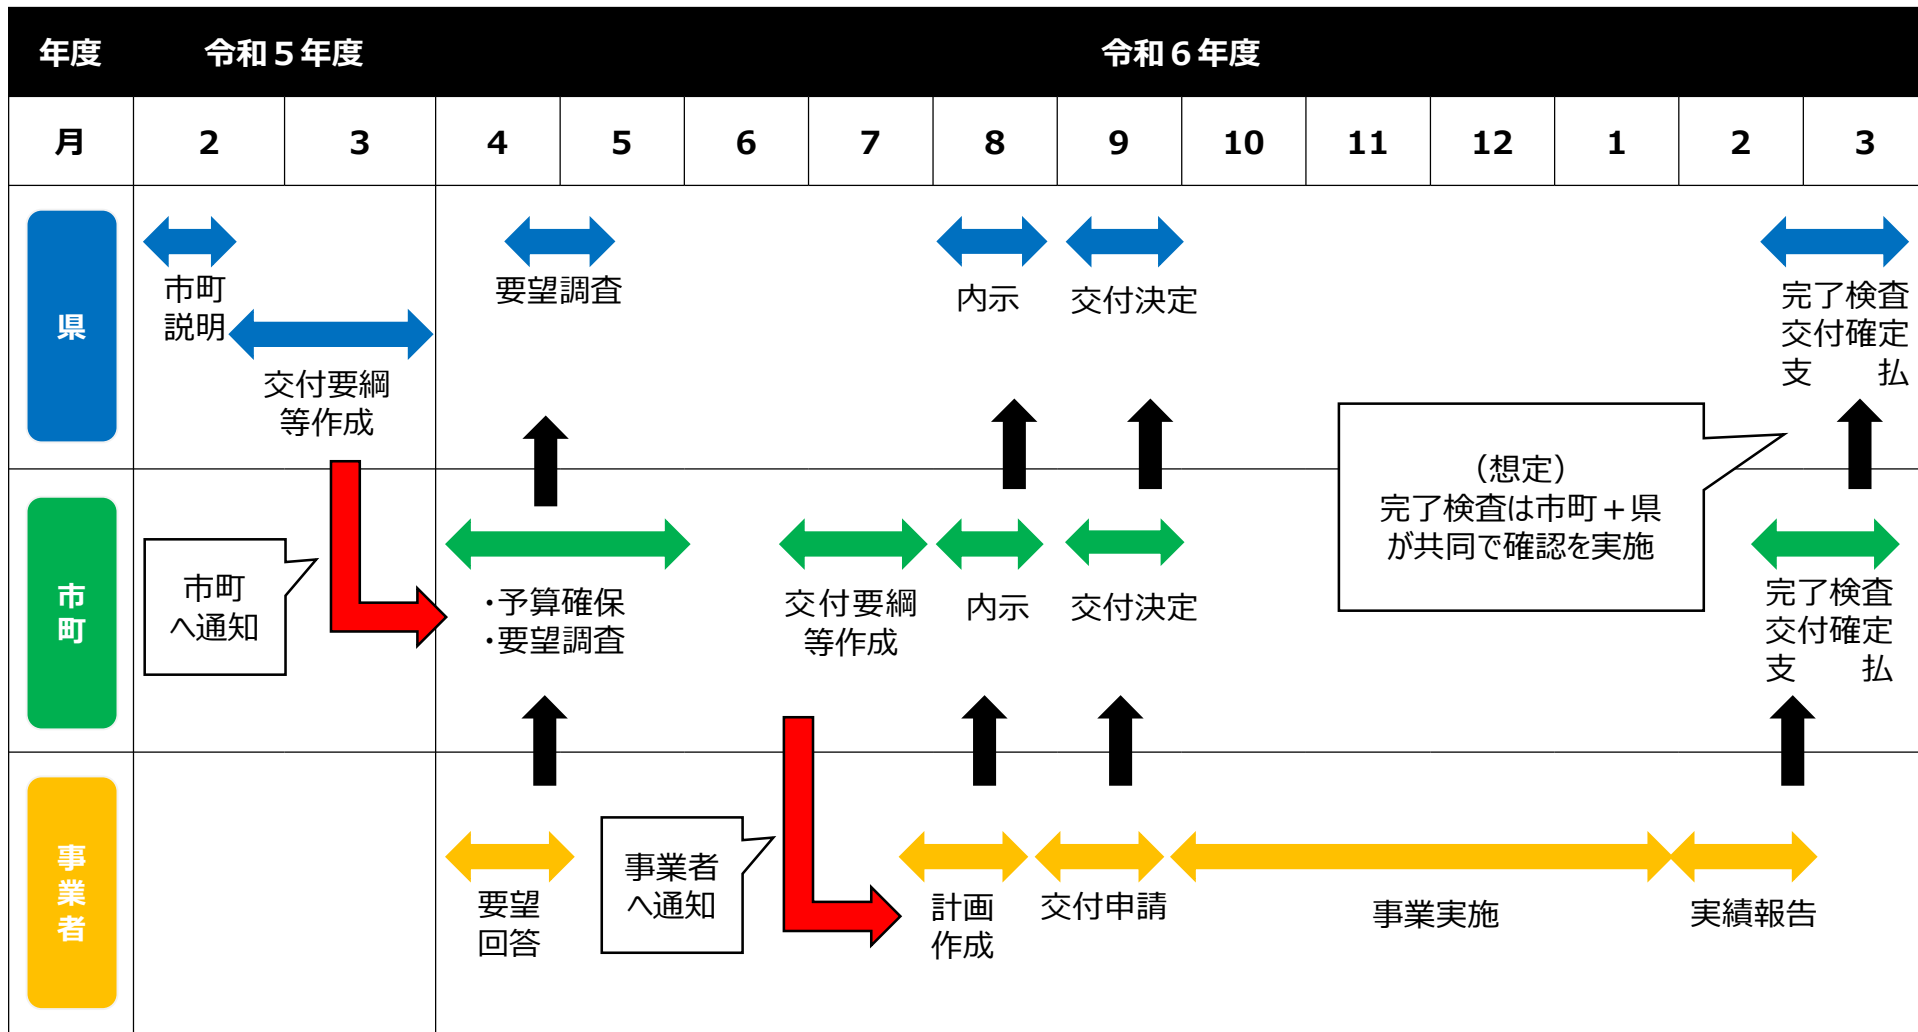 年度 令和５年度 令和６年度
月 2 3 4 5 6 7 8 9 10 11 12 1 2 3
県
市町
説明
交付要綱
等作成
要望調査
内示
交付決定
完了検査
交付確定
支　払
（想定）
完了検査は市町＋県
が共同で確認を実施
市
町
市町
へ通知
・予算確保
・要望調査
交付要綱
等作成
内示
交付決定
完了検査
交付確定
支　払
事
業
者
要望
回答
事業者
へ通知
計画
作成
交付申請
事業実施
実績報告